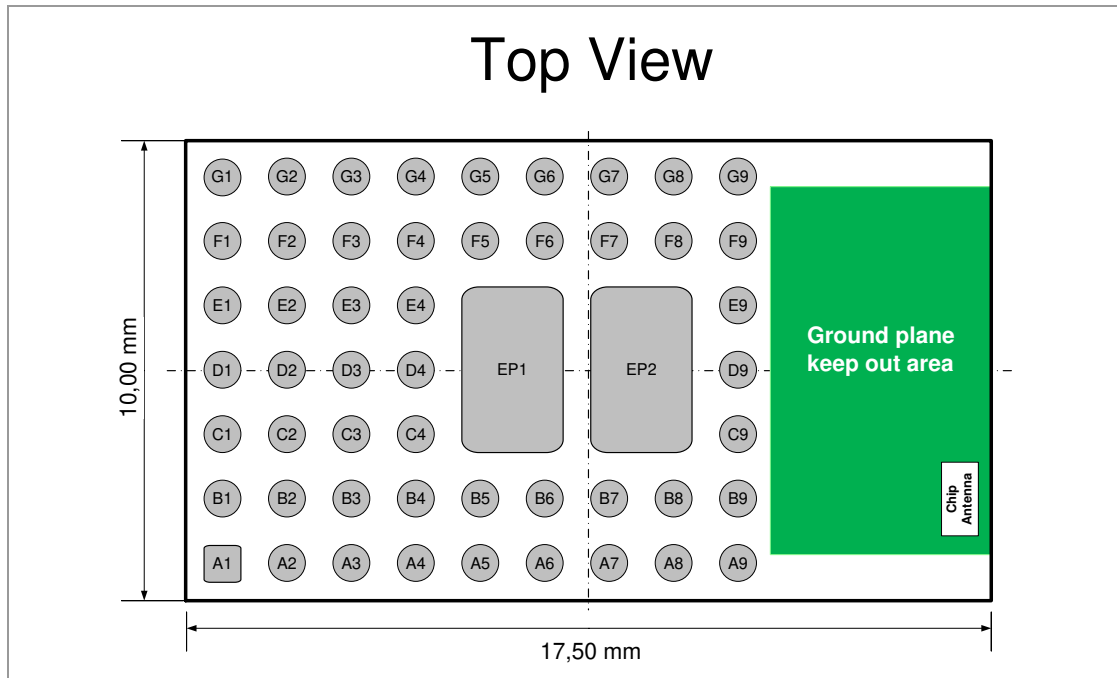 Top View
G1 G2 G3 G4 G5 G6 G7 G8 G9
F1 F2 F3 F4 F5 F6 F7 F8 F9
E1 E2 E3 E4 E9
Ground plane
keep out area
D1 D2 D3 D4 EP1 EP2 D9
10,00 mm
C1 C2 C3 C4 C9
B1 B2 B3 B4 B5 B6 B7 B8 B9
Chip
Antenna
A1 A2 A3 A4 A5 A6 A7 A8 A9
17,50 mm